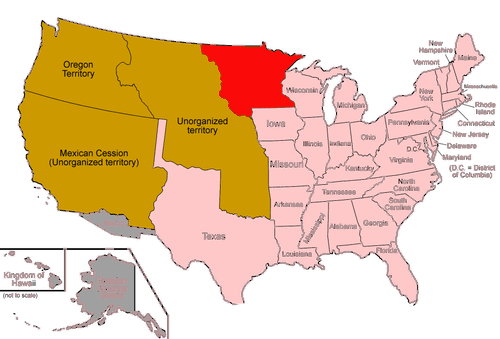 Oregon
Territory
Unorganized
territory
Mexican Cession
(Unorganized territory)
Texas
Iowa
Missouri
Arkansas
Louisiana
Wisconsin
Illinois
Michigan
Indiana
Ohio
Kentucky
Tennessee
Mississippi
Alabama
Georgia
Florida
South
Carolina
North
Carolina
Virginia
D.C.
Pennsylvania
New
York
Vermont
New
Hampshire
Maine
Massachusetts
Rhode
Island
Connecticut
New Jersey
Delaware
Maryland
(D.C. = District
of Columbia)
Kingdom of
Hawaii
(not to scale)